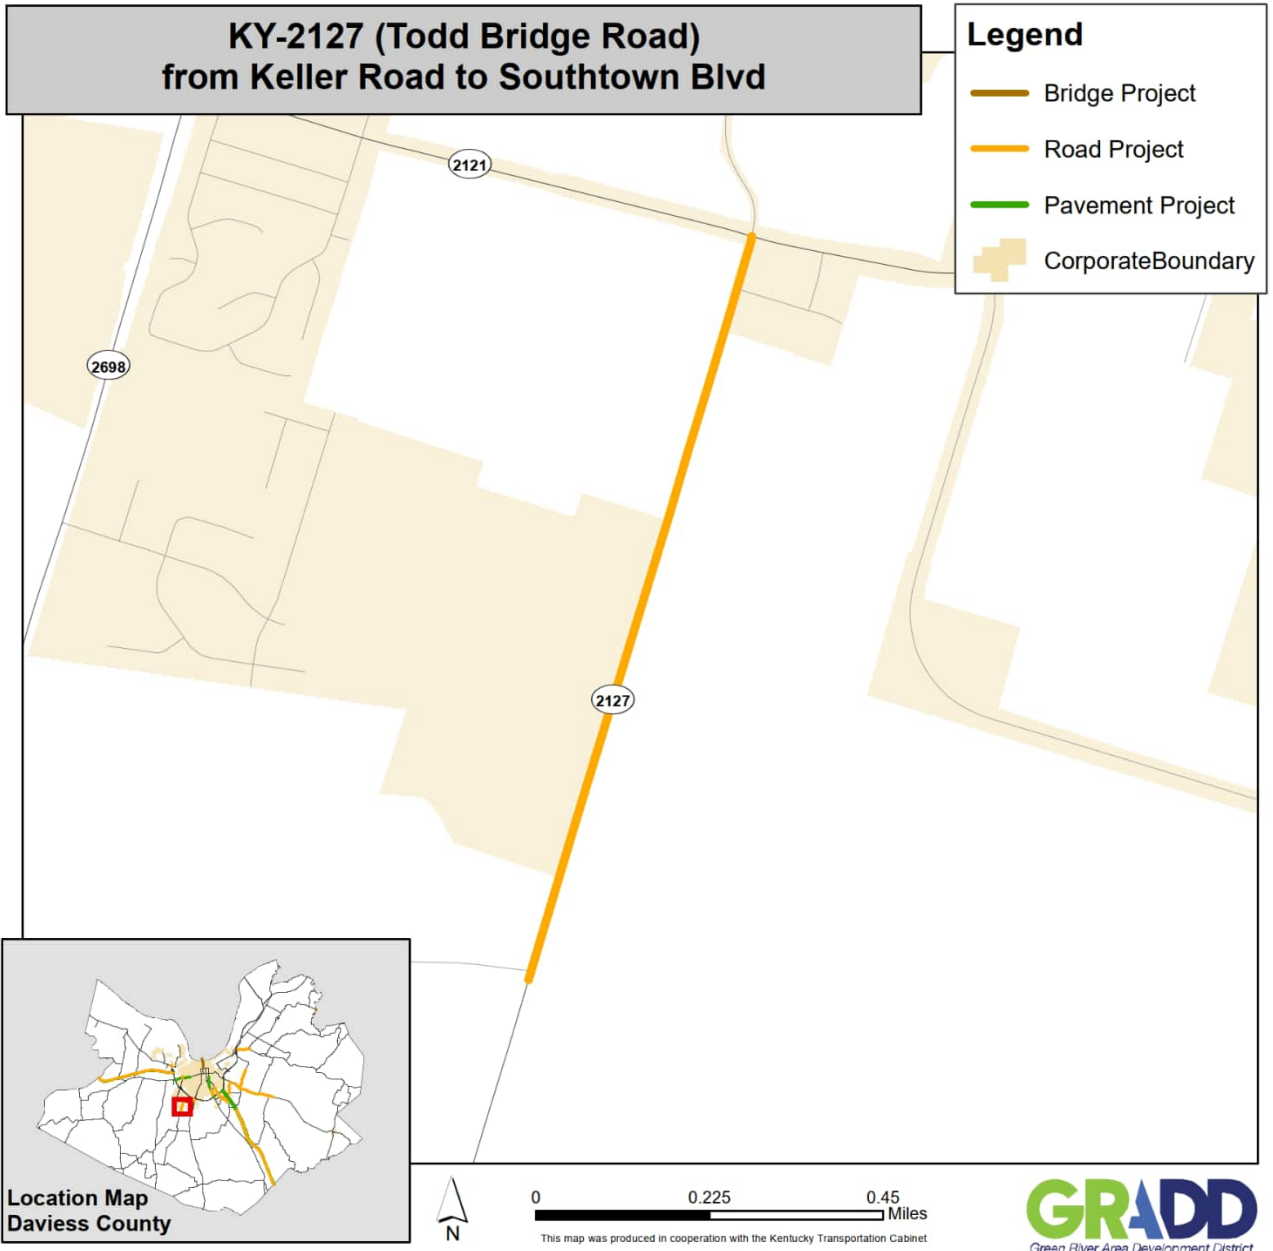 KY-2127 (Todd Bridge Road)
from Keller Road to Southtown Blvd
Legend
Bridge Project
Road Project
Pavement Project
CorporateBoundary
2121
2698
2127
Location Map
Daviess County
N
0 0.225 0.45
Miles
This map was produced in cooperation with the Kentucky Transportation Cabinet
GRADD
Green River Area Development District